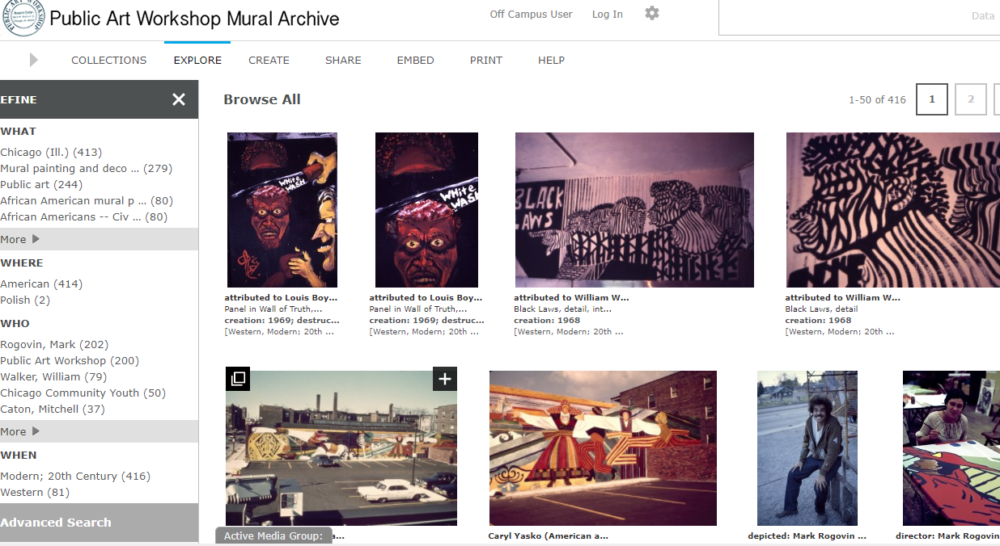 Public Art Workshop Mural Archive
Off Campus User
Log In
Data
COLLECTIONS
EXPLORE
CREATE
SHARE
EMBED
PRINT
HELP
EFINE
Browse All
1-50 of 416
1
2
WHAT
Chicago (Ill.) (413)
Mural painting and deco ... (279)
Public art (244)
African American mural p ... (80)
African Americans -- Civ ... (80)
More
WHERE
American (414)
Polish (2)
WHO
Rogovin, Mark (202)
Public Art Workshop (200)
Walker, William (79)
Chicago Community Youth (50)
Caton, Mitchell (37)
More
WHEN
Modern; 20th Century (416)
Western (81)
Advanced Search
WHitE
WASH
attributed to Louis Boy...
Panel in Wall of Truth,...
creation: 1969; destruc...
[Western, Modern; 20th ...
WHitE
WASH
attributed to Louis Boy...
Panel in Wall of Truth,...
creation: 1969; destruc...
[Western, Modern; 20th ...
BLACK
LAWS
attributed to William W...
Black Laws, detail, int...
creation: 1968
[Western, Modern; 20th ...
attributed to William W...
Black Laws, detail
creation: 1968
[Western, Modern; 20th ...
Active Media Group:
a...
Caryl Yasko (American a...
depicted: Mark Rogovin ...
director: Mark Rogovin